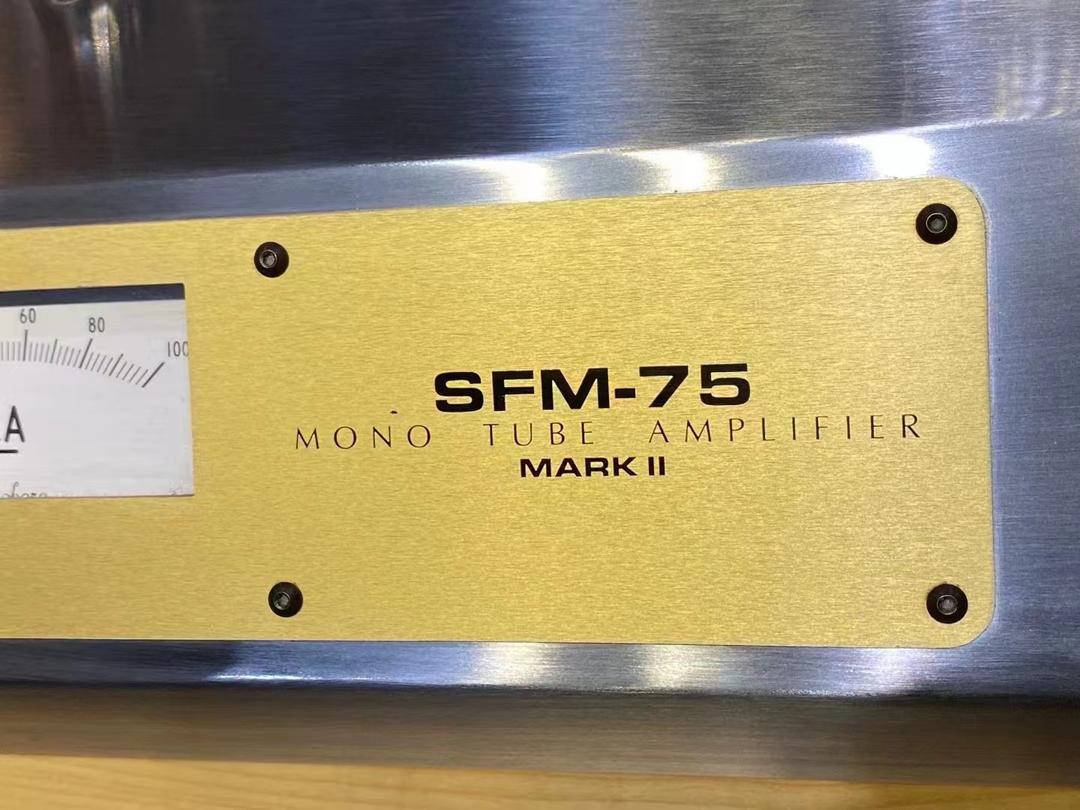 60 80 100
SFM-75
MONO TUBE AMPLIFIER
A
MARK II